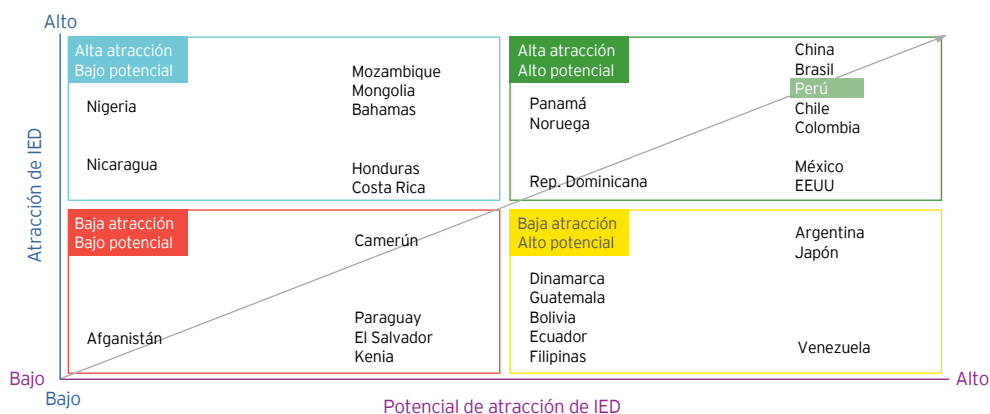 Alto
Alta atracción
Bajo potencial
Nigeria
Nicaragua
Mozambique
Mongolia
Bahamas
Honduras
Costa Rica
Alta atracción
Alto potencial
Panamá
Noruega
Rep. Dominicana
China
Brasil
Perú
Chile
Colombia
México
EEUU
Atracción de IED
Baja atracción
Bajo potencial
Camerún
Afganistán
Paraguay
El Salvador
Kenia
Baja atracción
Alto potencial
Dinamarca
Guatemala
Bolivia
Ecuador
Filipinas
Argentina
Japón
Venezuela
Bajo
Bajo
Potencial de atracción de IED
Alto